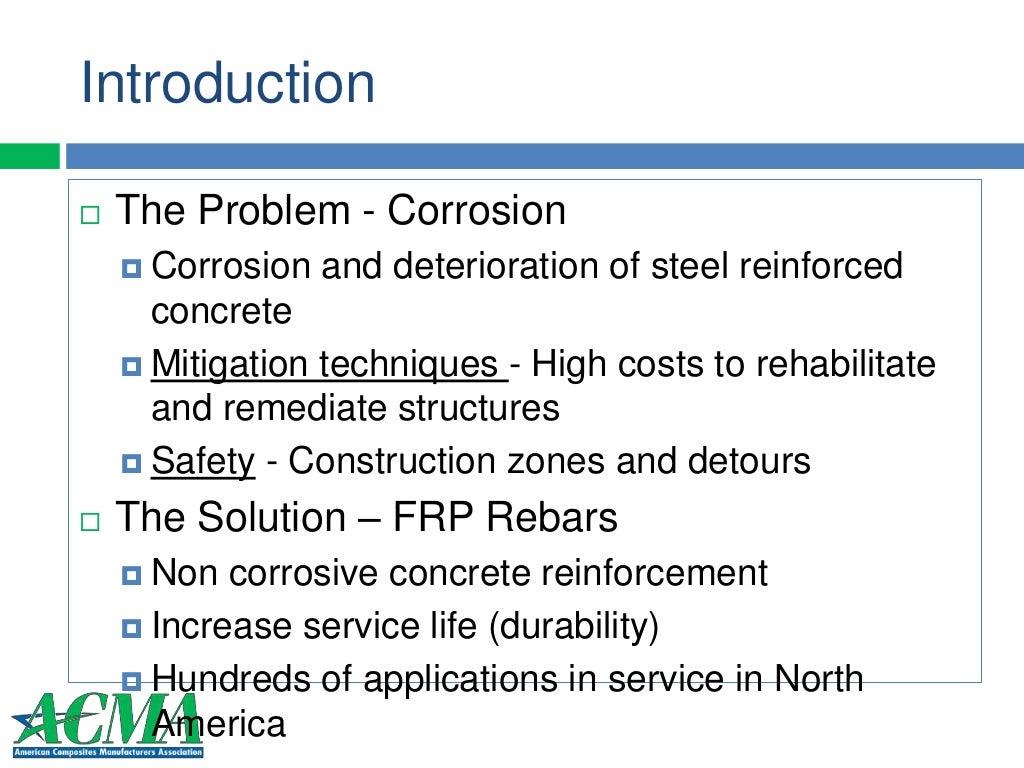 Introduction
The Problem - Corrosion
Corrosion and deterioration of steel reinforced
concrete
Mitigation techniques - High costs to rehabilitate
and remediate structures
Safety - Construction zones and detours
The Solution – FRP Rebars
Non corrosive concrete reinforcement
Increase service life (durability)
Hundreds of applications in service in North
America
ACMA
American Composites Manufacturers Association